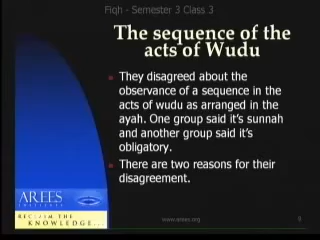 Fiqh - Semester 3 Class 3
The sequence of the
acts of Wudu
They disagreed about the
observance of a sequence in the
acts of wudu as arranged in the
ayah. One group said it's sunnah
and another group said it's
obligatory.
There are two reasons for their
disagreement.
AREES
INSTITUTE
RECLAIM THE
KNOWLEDGE...
www.arees.org